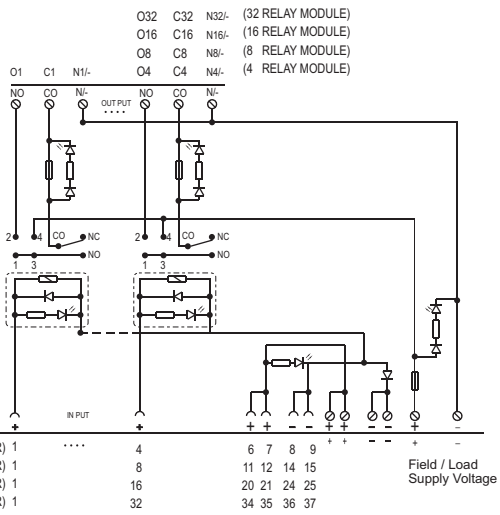 O32 C32 N32/- (32 RELAY MODULE)
O16 C16 N16/- (16 RELAY MODULE)
O8 C8 N8/- (8 RELAY MODULE)
O1 C1 N1/- O4 C4 N4/- (4 RELAY MODULE)
NO CO N/- OUT PUT NO CO N/-
....
2 4 CO NC 2 4 CO NC
NO NO
1 3 1 3
IN PUT
+ + + + - - + + - - + -
+ + - - + -
R) 1 .... 4 6 7 8 9
R) 1 8 11 12 14 15 Field / Load
R) 1 16 20 21 24 25 Supply Voltage
R) 1 32 34 35 36 37